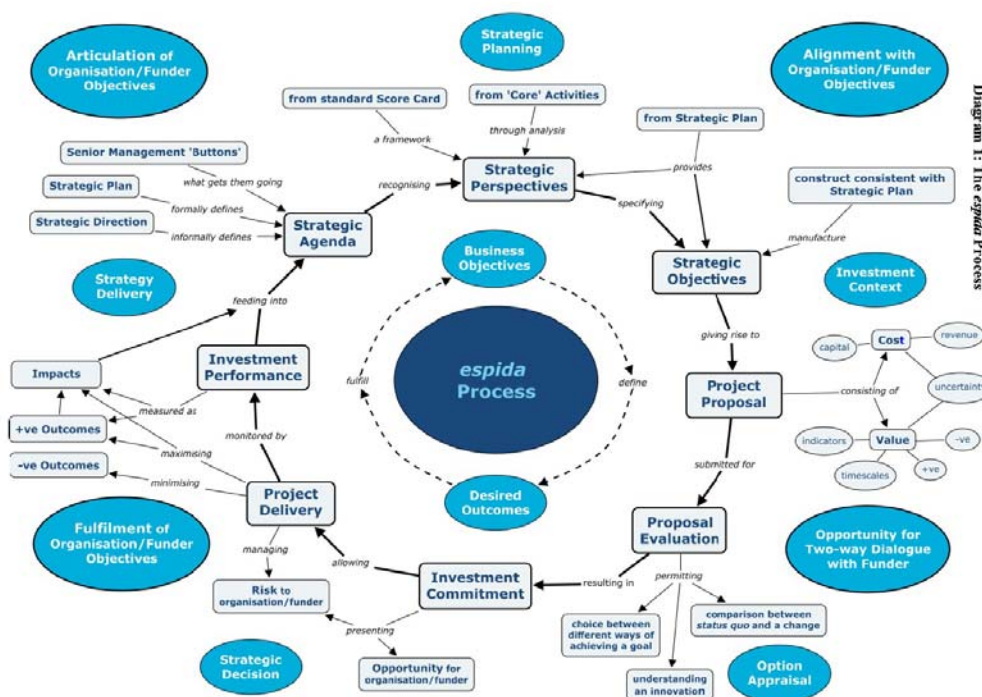 Articulation of
Organisation/Funder
Objectives
Strategic
Planning
Alignment with
Organisation/Funder
Objectives
Diagram 1: The espida Process
from standard Score Card
from 'Core' Activities
from Strategic Plan
a framework
through analysis
provides
Senior Management 'Buttons'
what gets them going
Strategic Plan
formally defines
Strategic Direction
informally defines
Strategic
Agenda
recognising
Strategic
Perspectives
specifying
construct consistent with
Strategic Plan
manufacture
Strategic
Objectives
Strategy
Delivery
Business
Objectives
Investment
Context
feeding into
giving rise to
Impacts
Investment
Performance
measured as
+ve Outcomes
-ve Outcomes
maximising
minimising
monitored by
fulfill
espida
Process
define
Project
Proposal
consisting of
capital
Cost
revenue
uncertainty
indicators
Value
-ve
timescales
+ve
submitted for
Fulfilment of
Organisation/Funder
Objectives
Project
Delivery
Desired
Outcomes
Proposal
Evaluation
Opportunity for
Two-way Dialogue
with Funder
managing
allowing
Investment
Commitment
resulting in
permitting
Risk to
organisation/funder
presenting
choice between
different ways of
achieving a goal
comparison between
status quo and a change
Strategic
Decision
Opportunity for
organisation/funder
understanding
an innovation
Option
Appraisal